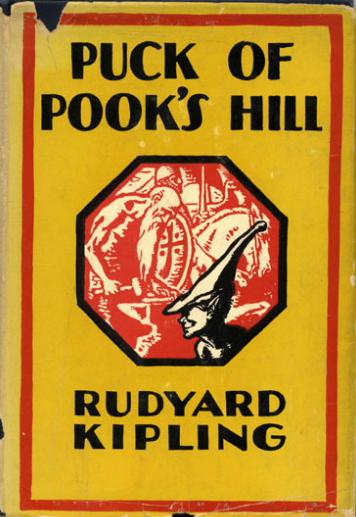 PUCK OF
POOK'S HILL
RUDYARD
KIPLING